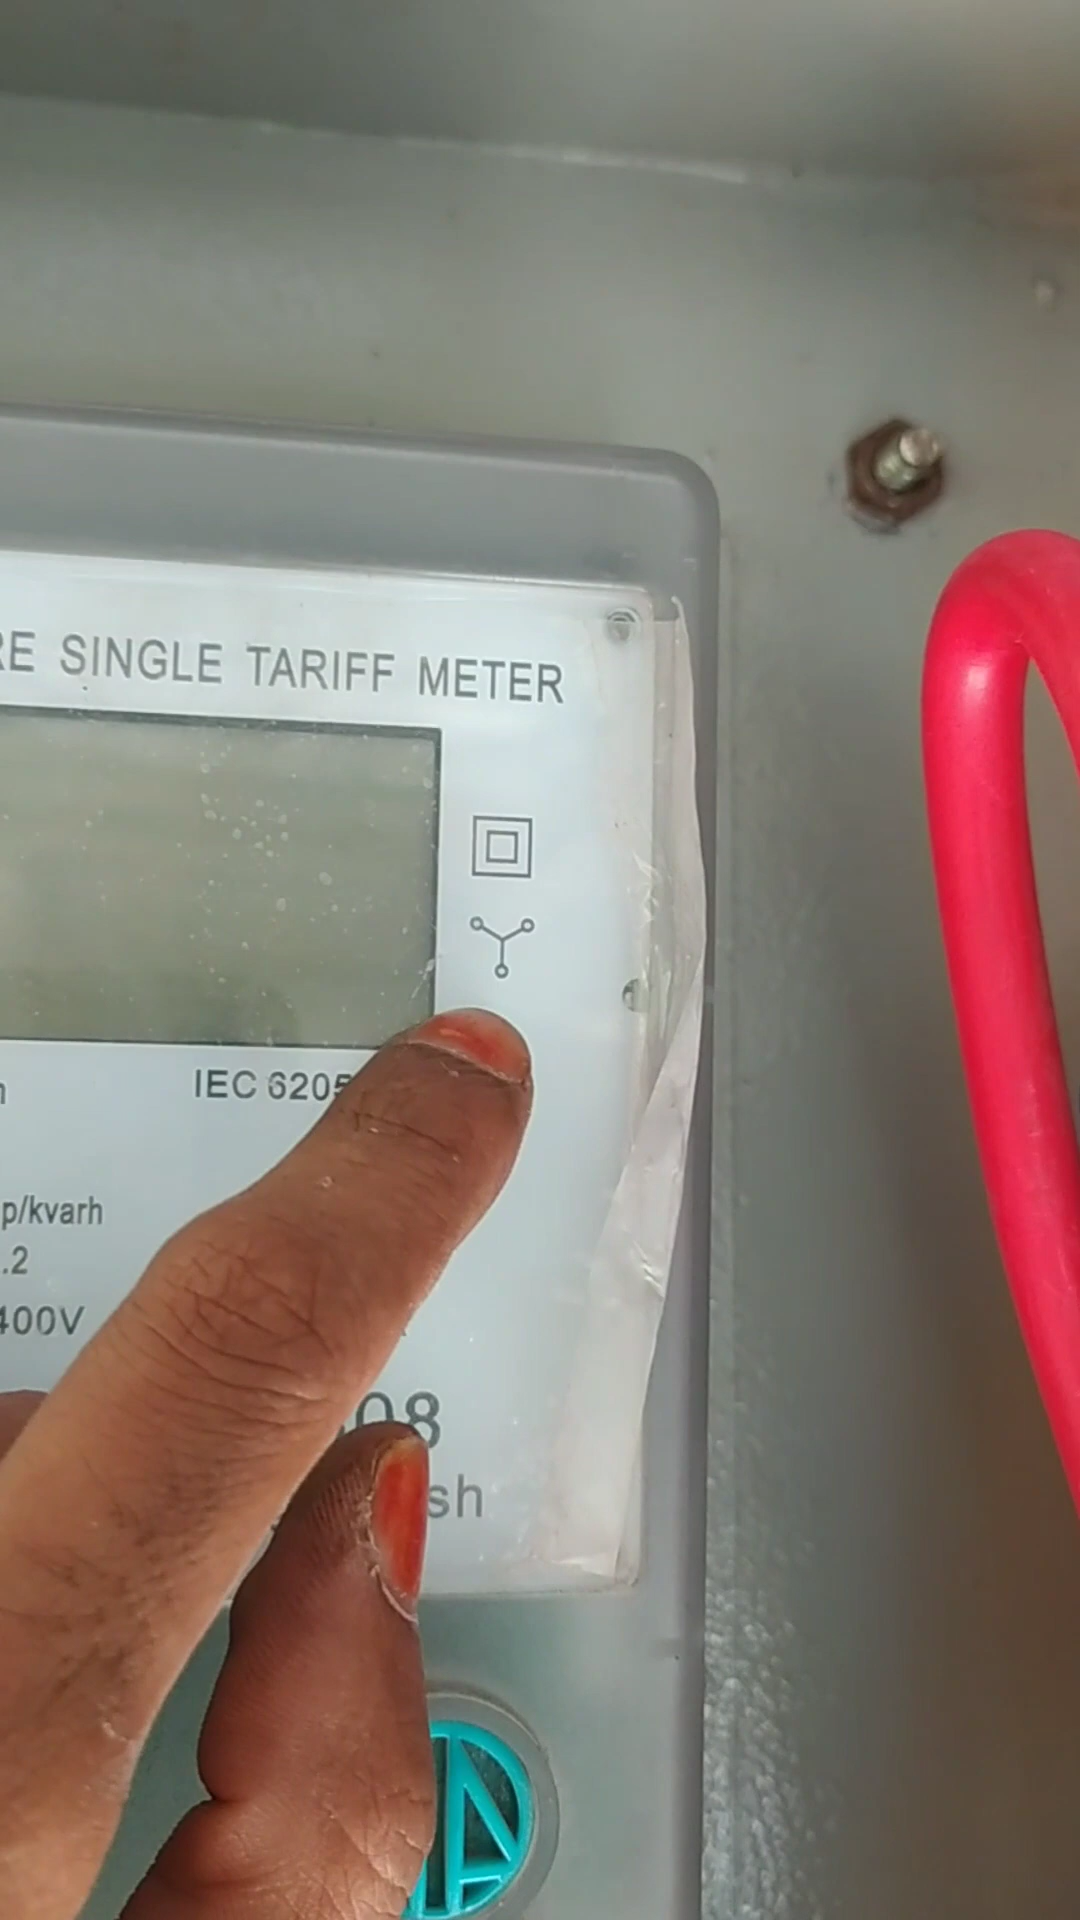 RE SINGLE TARIFF METER
IEC 6205
p/kvarh
.2
400V
08
sh